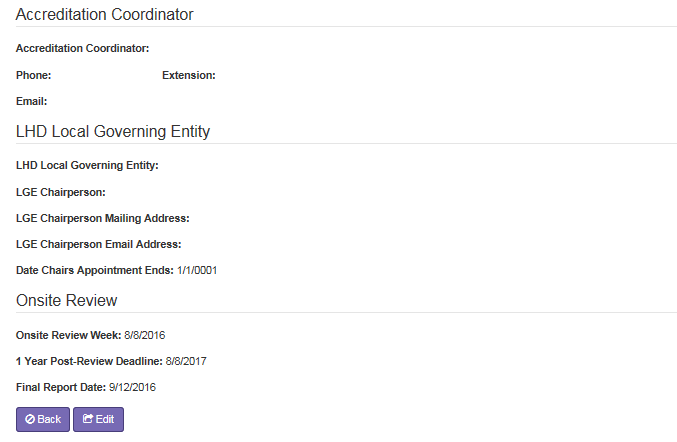 Accreditation Coordinator
Accreditation Coordinator:
Phone: Extension:
Email:
LHD Local Governing Entity
LHD Local Governing Entity:
LGE Chairperson:
LGE Chairperson Mailing Address:
LGE Chairperson Email Address:
Date Chairs Appointment Ends: 1/1/0001
Onsite Review
Onsite Review Week: 8/8/2016
1 Year Post-Review Deadline: 8/8/2017
Final Report Date: 9/12/2016
Back Edit